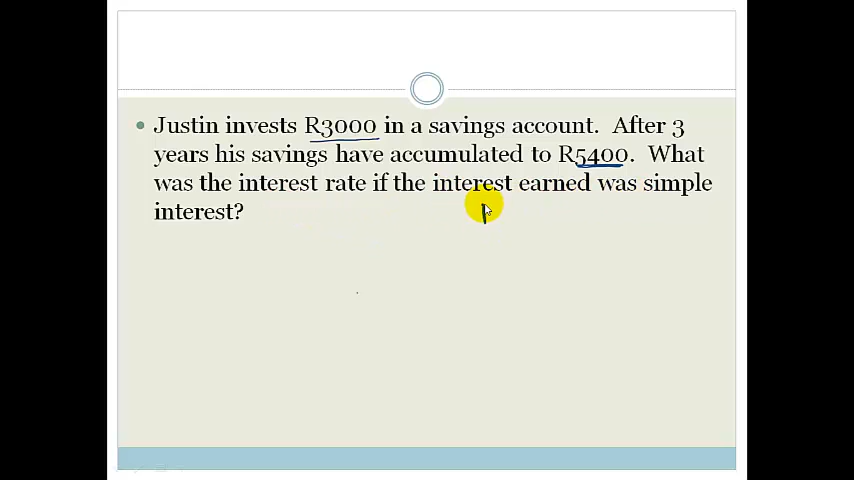 Justin invests R3000 in a savings account. After 3
years his savings have accumulated to R5400. What
was the interest rate if the interest earned was simple
interest?